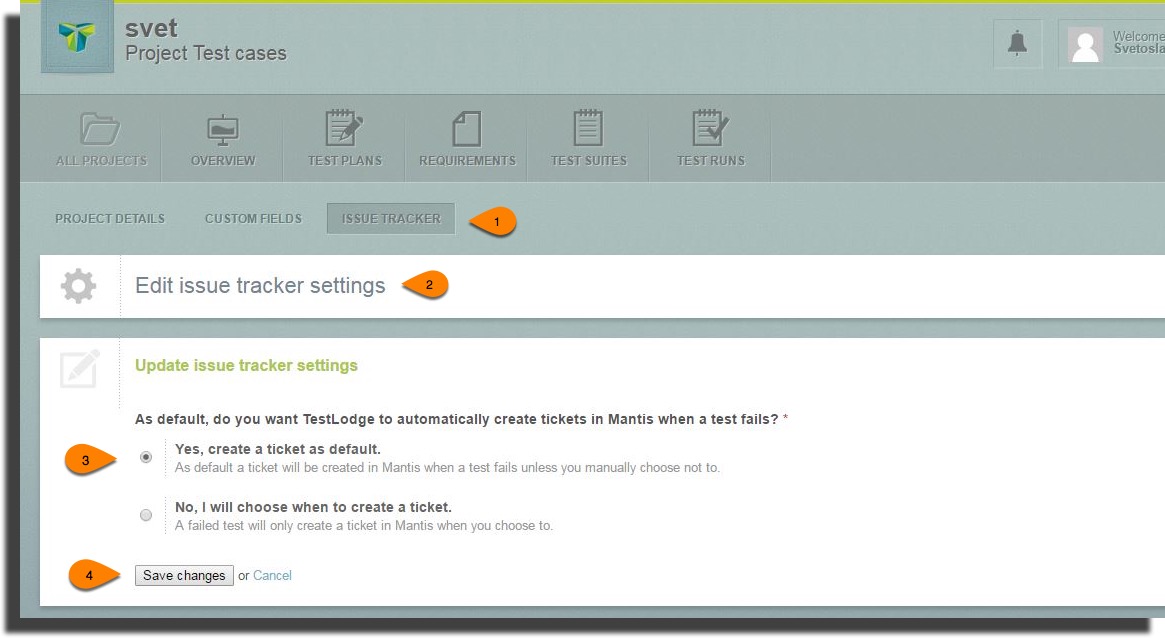 svet
Project Test cases
Welcome
Svetosla
ALL PROJECTS
OVERVIEW
TEST PLANS
REQUIREMENTS
TEST SUITES
TEST RUNS
PROJECT DETAILS
CUSTOM FIELDS
ISSUE TRACKER
1
Edit issue tracker settings
2
Update issue tracker settings
As default, do you want TestLodge to automatically create tickets in Mantis when a test fails? *
3
Yes, create a ticket as default.
As default a ticket will be created in Mantis when a test fails unless you manually choose not to.
No, I will choose when to create a ticket.
A failed test will only create a ticket in Mantis when you choose to.
4
Save changes or Cancel